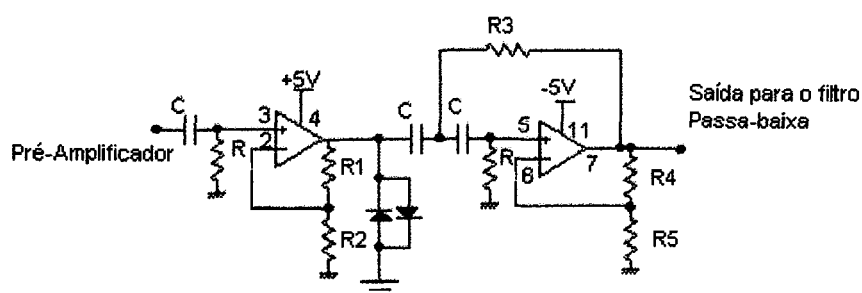 R3
+5V
-5V
Saída para o filtro
Passa-baixa
C
C
C
3
4
2
5
11
6
7
Pré-Amplificador
R
R1
R
R4
R2
R5